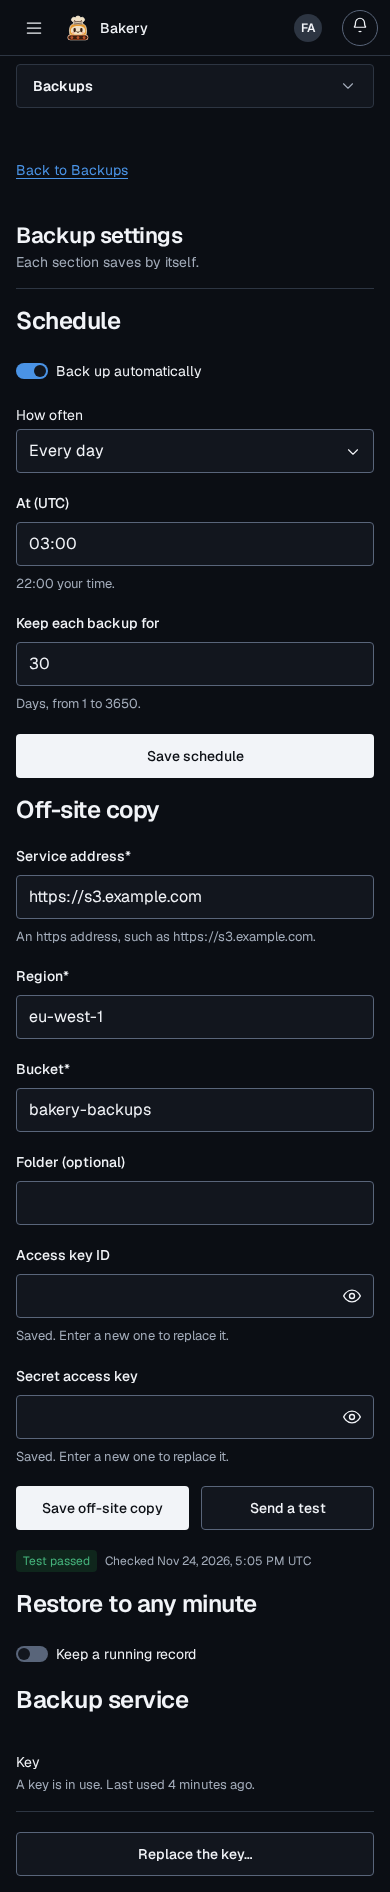 Bakery
FA
Backups
Back to Backups
Backup settings
Each section saves by itself.
Schedule
Back up automatically
How often
Every day
At (UTC)
03:00
22:00 your time.
Keep each backup for
30
Days, from 1 to 3650.
Save schedule
Off-site copy
Service address*
https://s3.example.com
An https address, such as https://s3.example.com.
Region*
eu-west-1
Bucket*
bakery-backups
Folder (optional)
Access key ID
Saved. Enter a new one to replace it.
Secret access key
Saved. Enter a new one to replace it.
Save off-site copy
Send a test
Test passed
Checked Nov 24, 2026, 5:05 PM UTC
Restore to any minute
Keep a running record
Backup service
Key
A key is in use. Last used 4 minutes ago.
Replace the key...